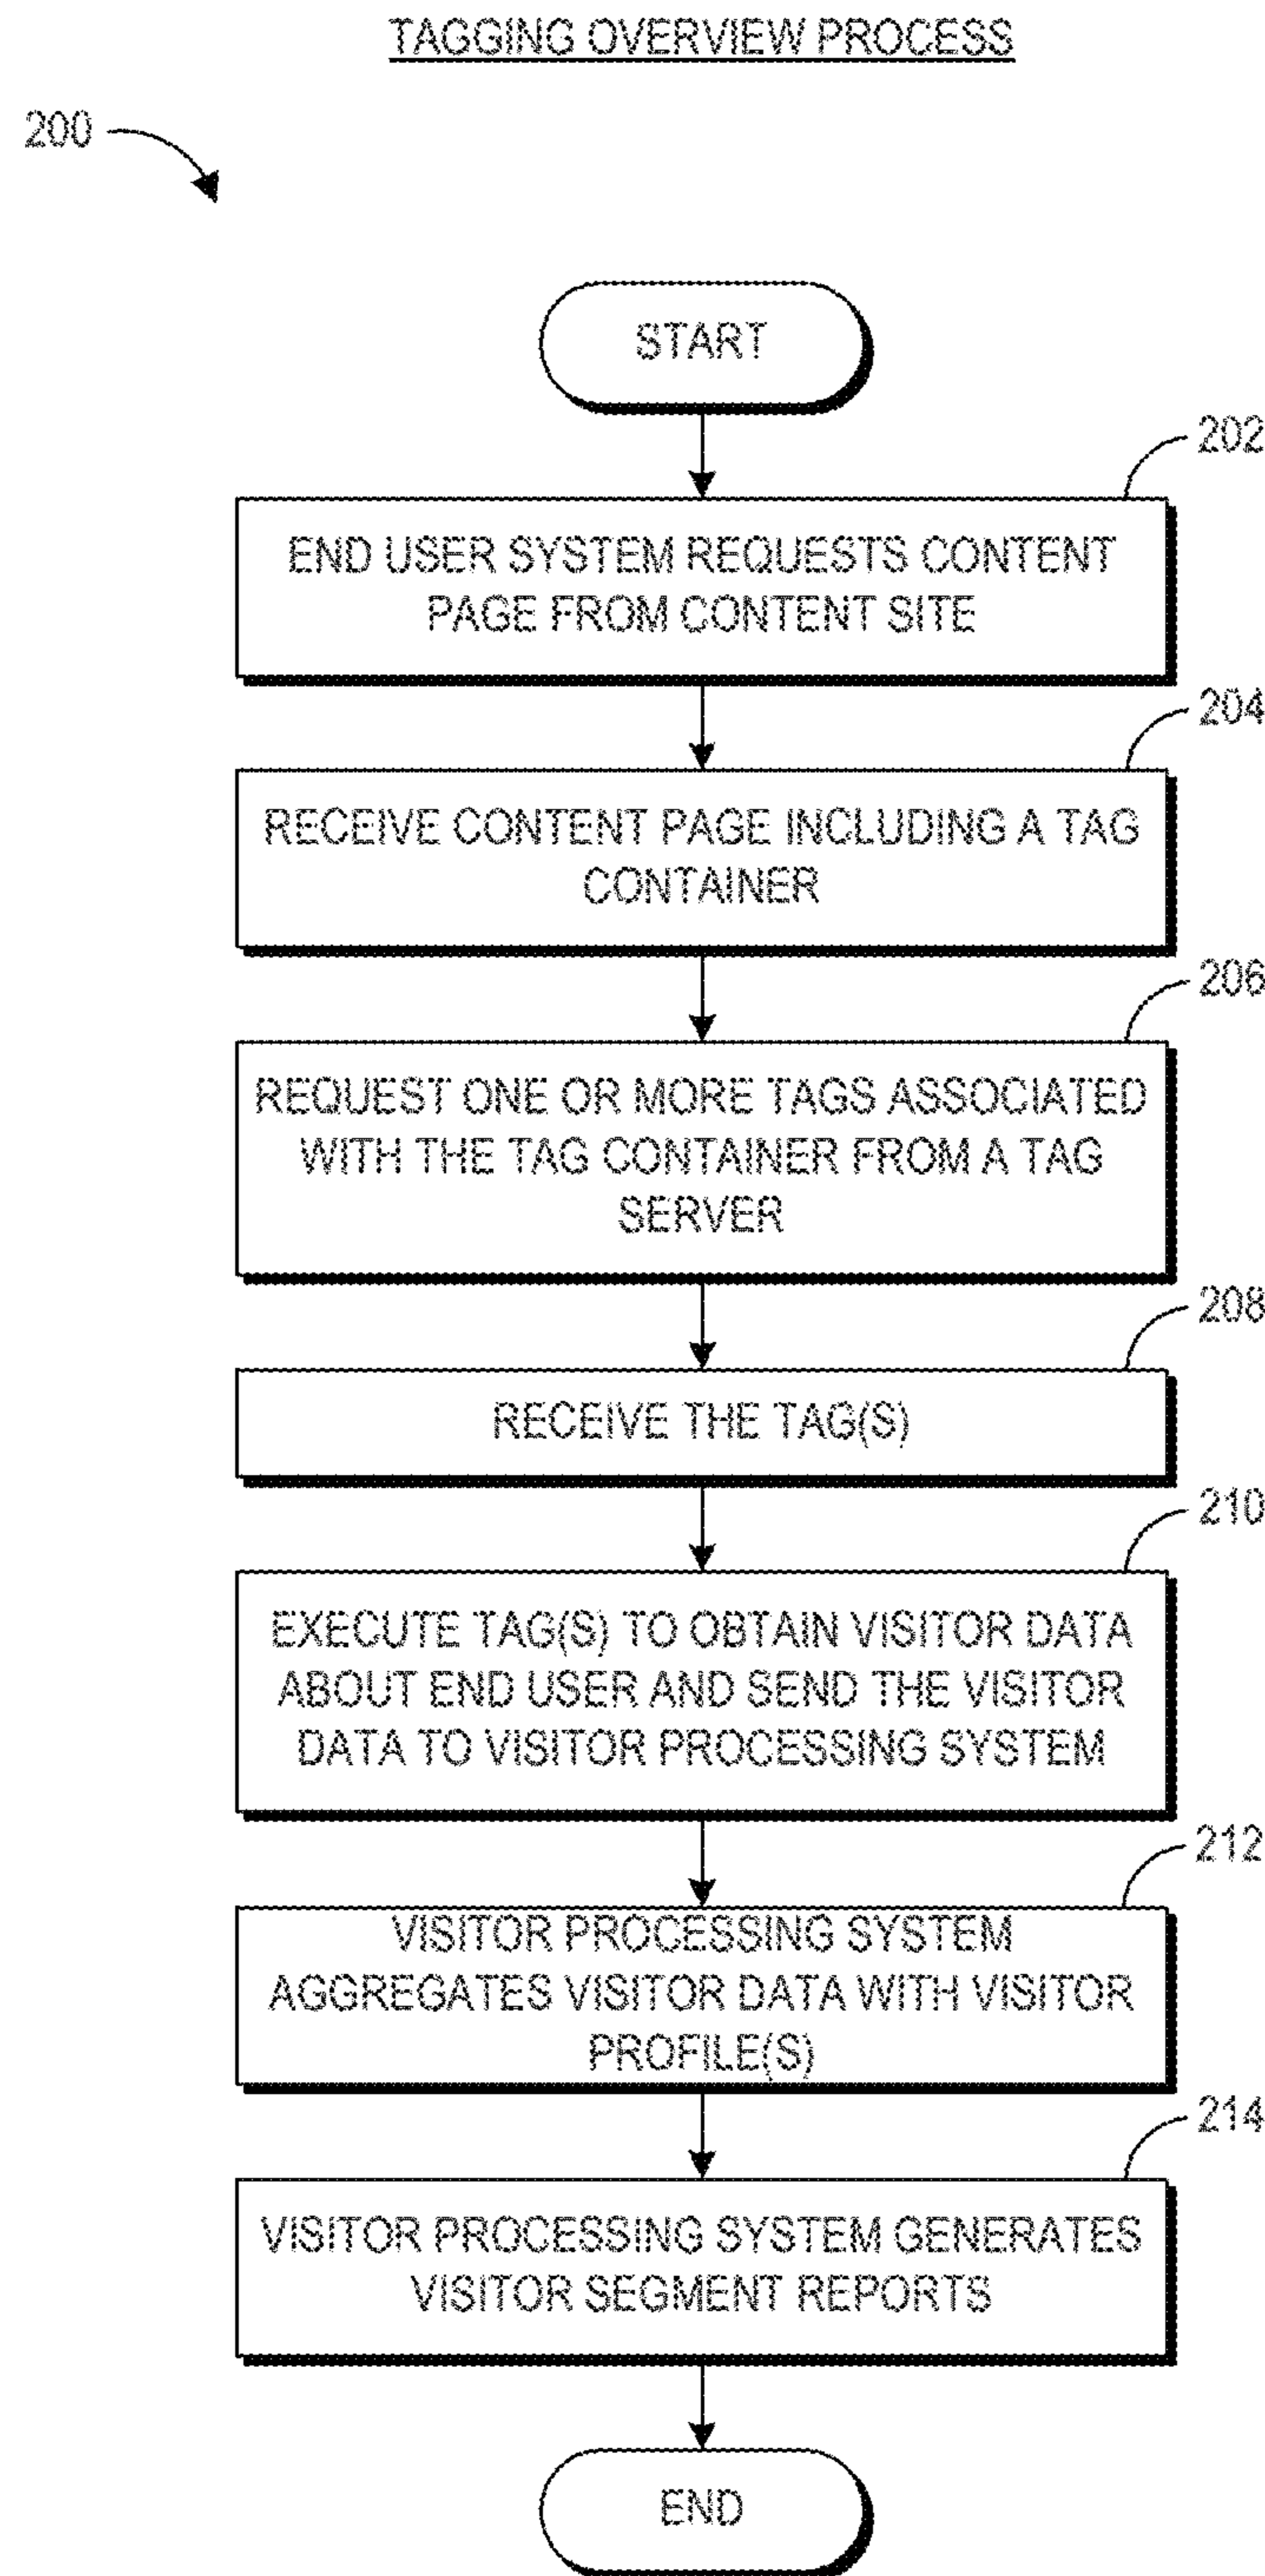 TAGGING OVERVIEW PROCESS
200
START
202
END USER SYSTEM REQUESTS CONTENT
PAGE FROM CONTENT SITE
204
RECEIVE CONTENT PAGE INCLUDING A TAG
CONTAINER
206
REQUEST ONE OR MORE TAGS ASSOCIATED
WITH THE TAG CONTAINER FROM A TAG
SERVER
208
RECEIVE THE TAG(S)
210
EXECUTE TAG(S) TO OBTAIN VISITOR DATA
ABOUT END USER AND SEND THE VISITOR
DATA TO VISITOR PROCESSING SYSTEM
212
VISITOR PROCESSING SYSTEM
AGGREGATES VISITOR DATA WITH VISITOR
PROFILE(S)
214
VISITOR PROCESSING SYSTEM GENERATES
VISITOR SEGMENT REPORTS
END